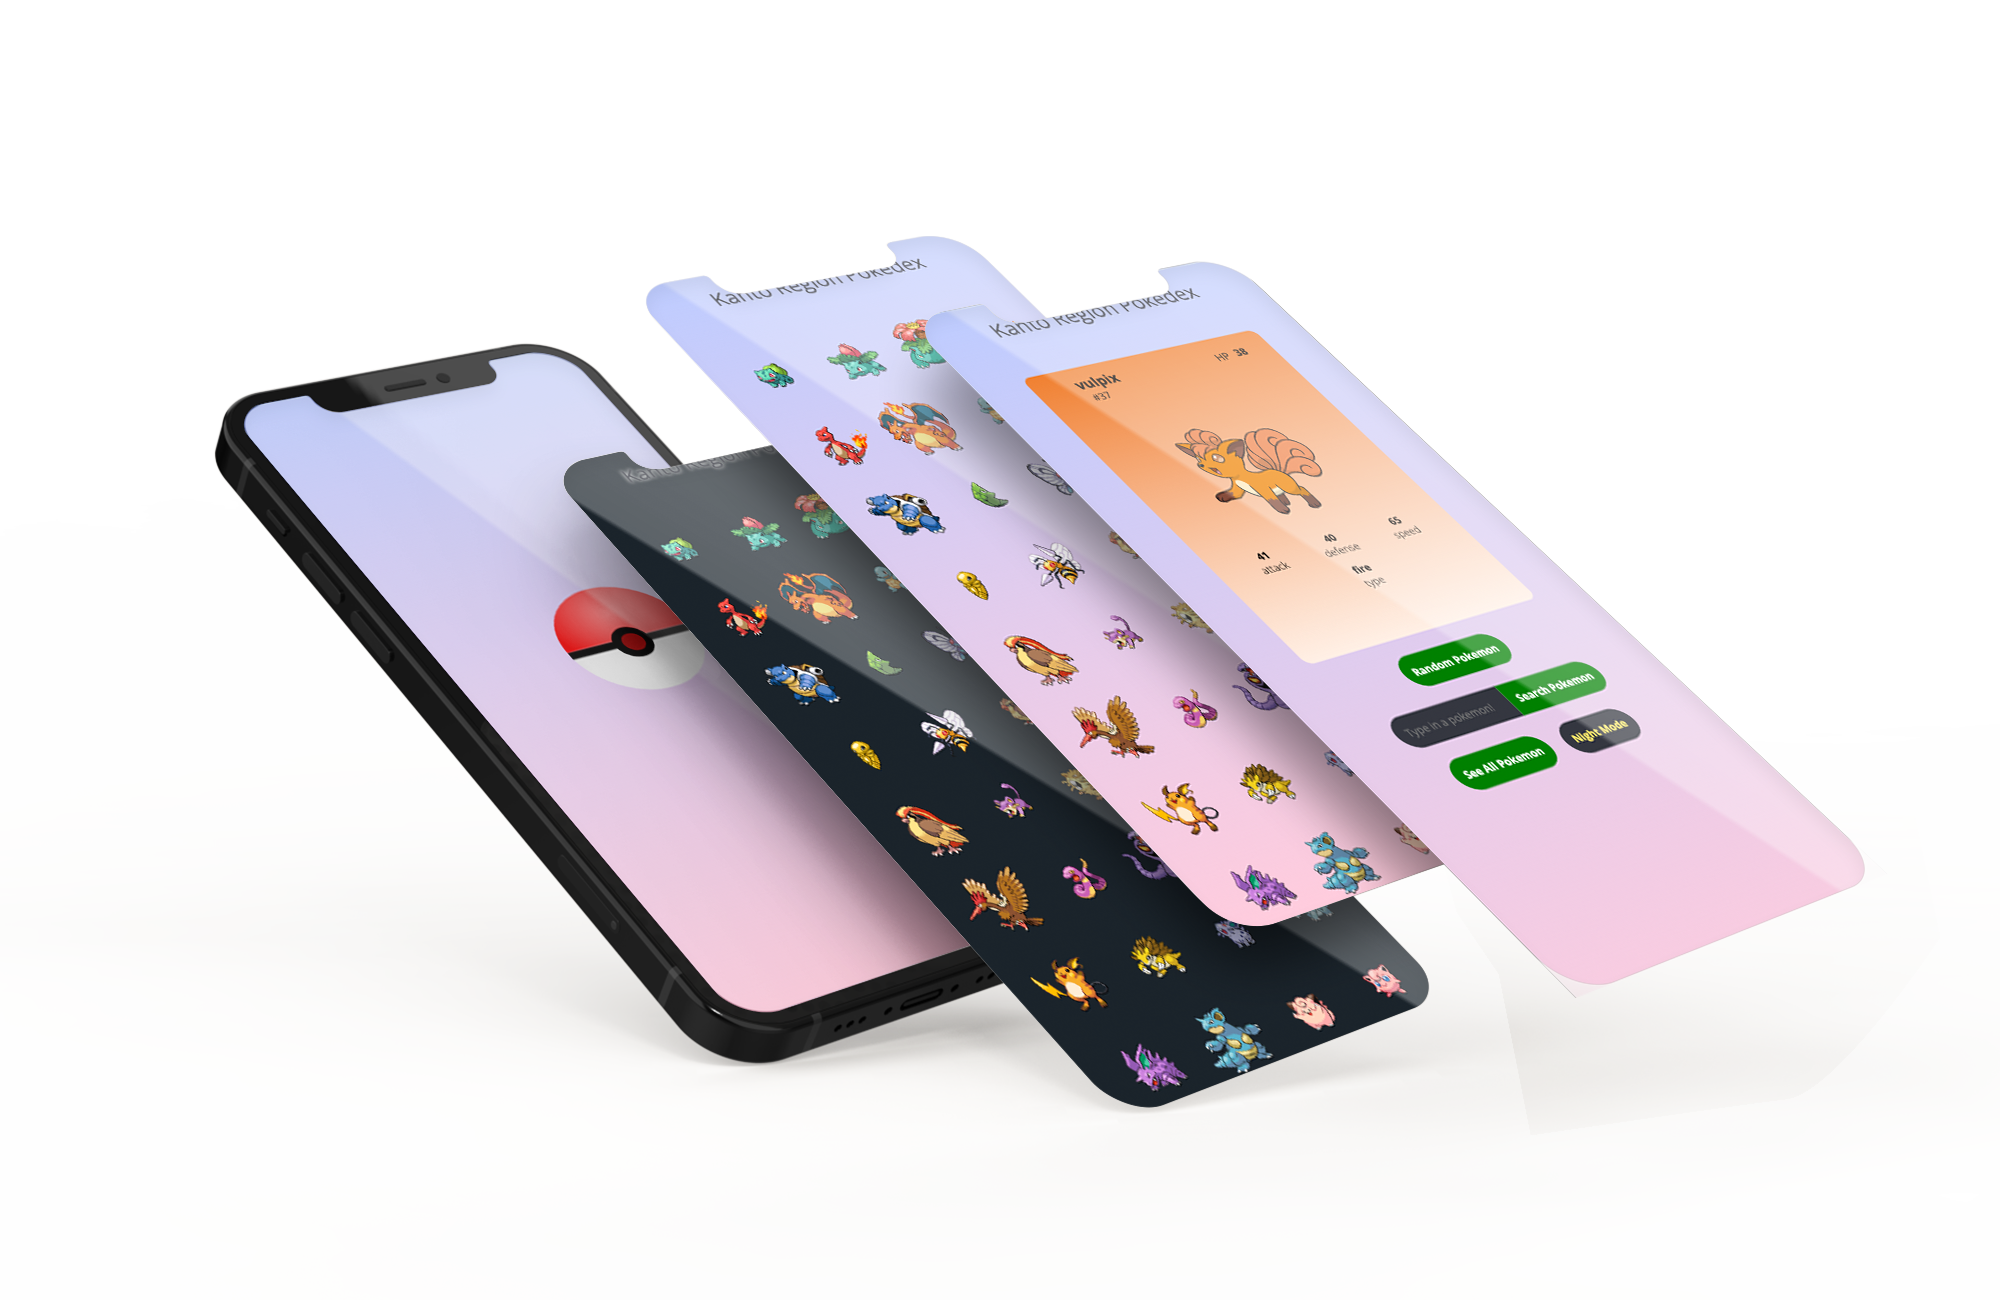 Kanto Region Pokedex
Kanto Region
Kanto Region Pokedex
HP 38
vulpix
#37
41
attack
40
defense
65
speed
fire
type
Random Pokemon
Type in a pokemon!
Search Pokemon
See All Pokemon
Night Mode